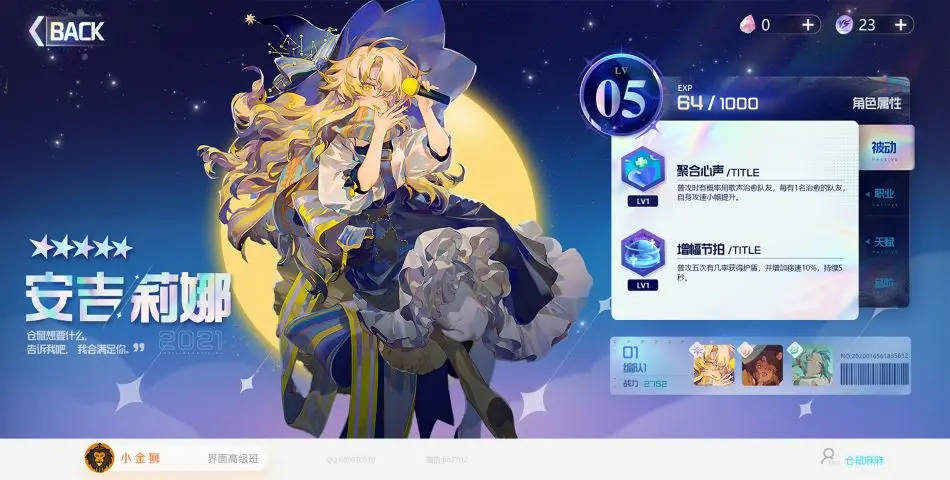 BACK
0
23
LV
05
EXP
64/1000
角色属性
聚合心声/TITLE
普攻时有概率用歌声治愈队友，每有1名治愈的队友，
自身攻速小幅提升。
LV1
增幅节拍/TITLE
普攻五次有几率获得护盾，并增加移速10%，持续5
秒。
LV1
被动
PASSIVE
职业
天赋
安吉莉娜
仓鼠想要什么，
告诉我吧， 我会满足你。
2021
01
编队1
战力 2752
小金狮
界面高级班
仓鼠麻麻